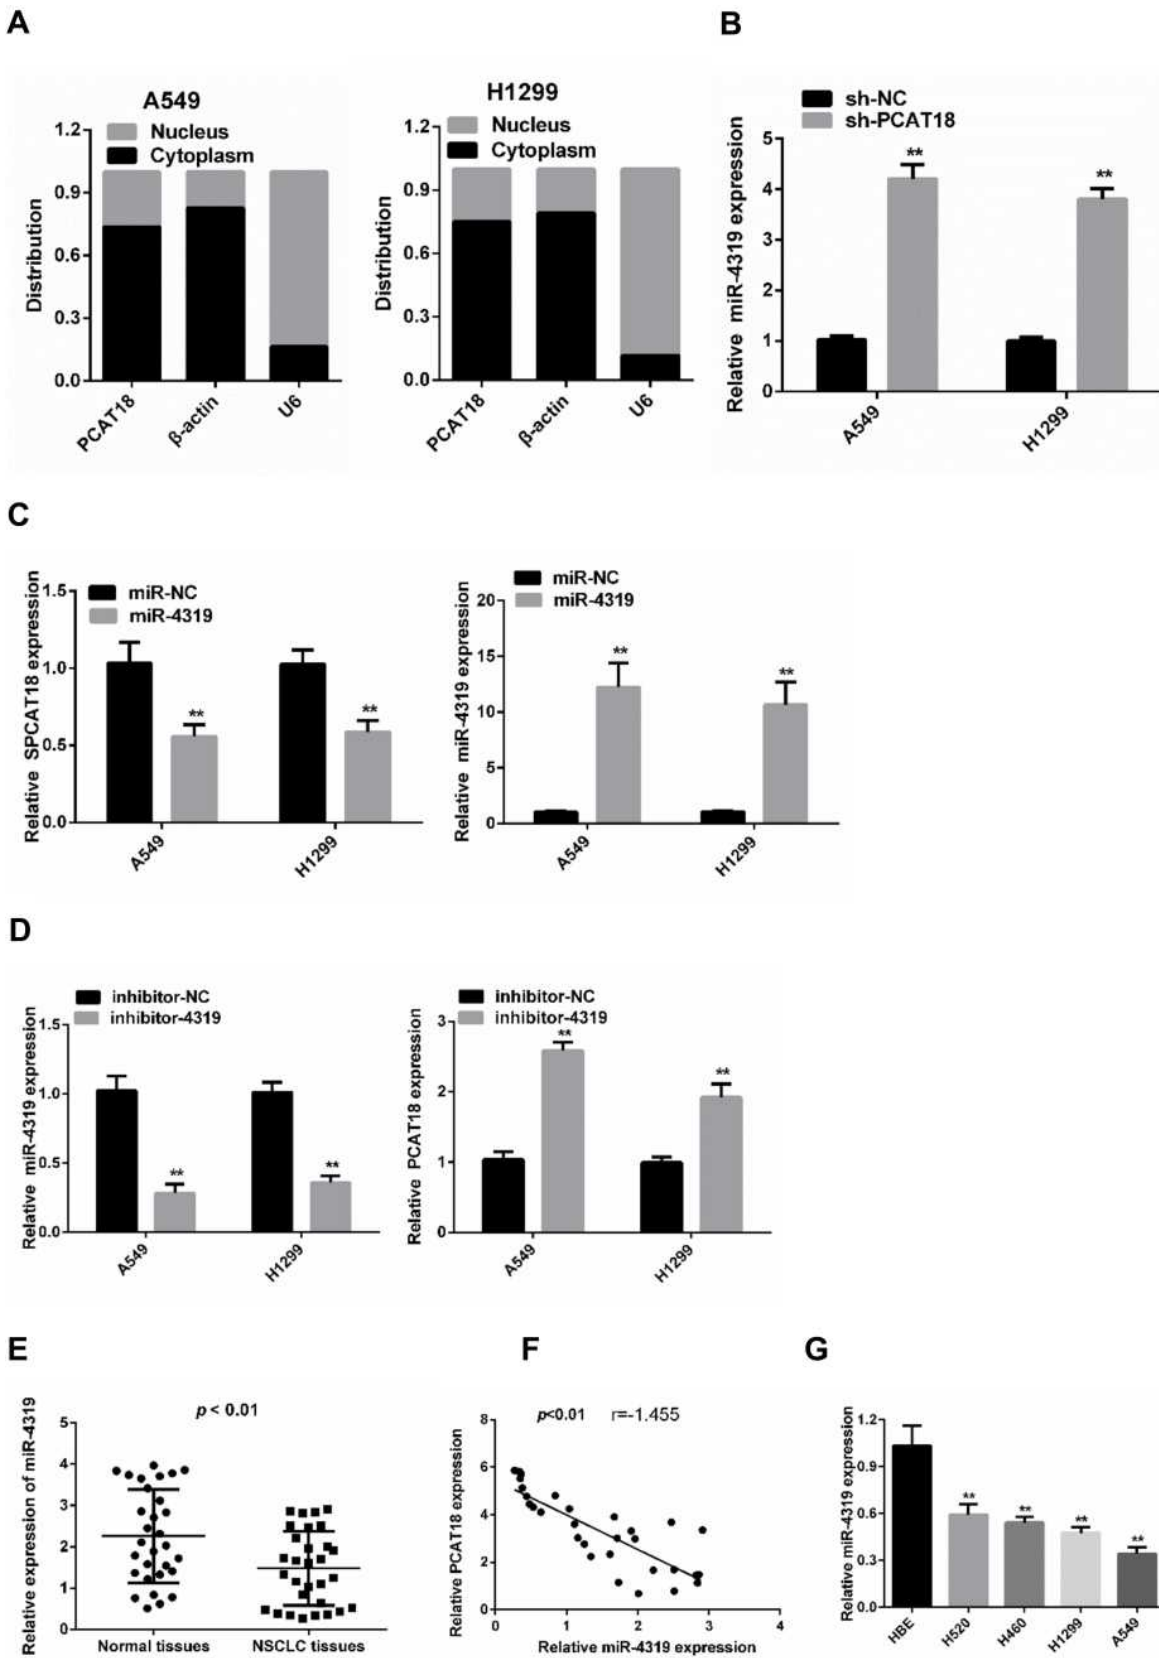 A
B
A549
Nucleus
Cytoplasm
Distribution
1.2
0.9
0.6
0.3
0.0
PCAT18
β-actin
U6
H1299
Nucleus
Cytoplasm
Distribution
1.2
0.9
0.6
0.3
0.0
PCAT18
β-actin
U6
sh-NC
sh-PCAT18
Relative miR-4319 expression
5
4
3
2
1
0
**
**
A549
H1299
C
miR-NC
miR-4319
Relative SPCAT18 expression
1.5
1.0
0.5
0.0
**
**
A549
H1299
miR-NC
miR-4319
Relative miR-4319 expression
20
15
10
5
0
**
**
A549
H1299
D
inhibitor-NC
inhibitor-4319
Relative miR-4319 expression
1.5
1.0
0.5
0.0
**
**
A549
H1299
inhibitor-NC
inhibitor-4319
Relative PCAT18 expression
3
2
1
0
**
**
A549
H1299
E
F
G
p < 0.01
Relative expression of miR-4319
5
4
3
2
1
0
Normal tissues
NSCLC tissues
p<0.01 r=-1.455
Relative PCAT18 expression
8
6
4
2
0
0 1 2 3 4
Relative miR-4319 expression
Relative miR-4319 expression
1.2
0.9
0.6
0.3
0.0
**
**
**
**
HBE
H520
H460
H1299
A549